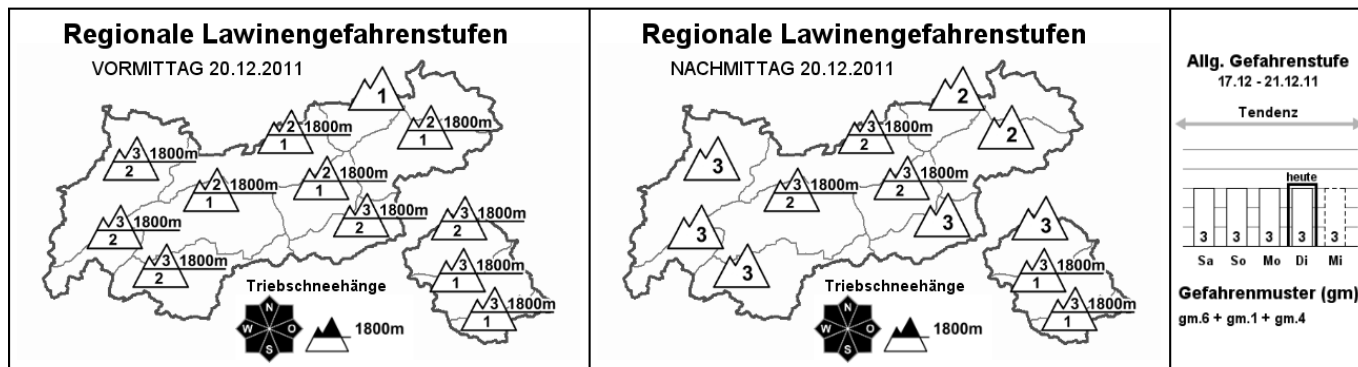 Regionale Lawinengefahrenstufen
VORMITTAG 20.12.2011
1
2 1800m
1
2 1800m
1
3 1800m
2
2 1800m
1
2 1800m
1
3 1800m
2
3 1800m
2
3 1800m
2
3 1800m
2
3 1800m
1
3 1800m
1
Triebschneehänge
N
W O
S
1800m
Regionale Lawinengefahrenstufen
NACHMITTAG 20.12.2011
2
3 1800m
2
2
3
3 1800m
2
3 1800m
2
3
3
3
3
3 1800m
1
3 1800m
1
Triebschneehänge
N
W O
S
1800m
Allg. Gefahrenstufe
17.12 - 21.12.11
Tendenz
heute
3 3 3 3 3
Sa So Mo Di Mi
Gefahrenmuster (gm)
gm.6 + gm.1 + gm.4